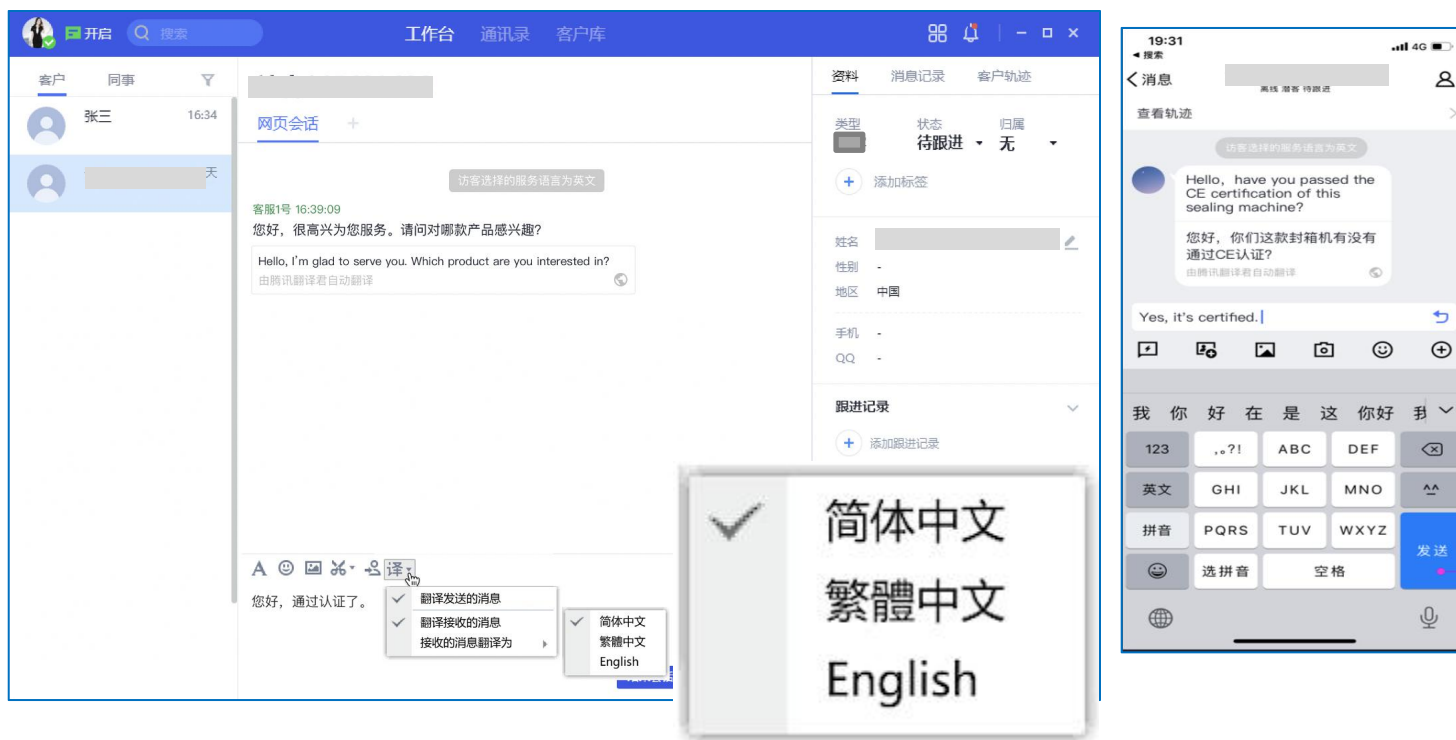 开启
搜索
工作台 通讯录 客户库
客户 同事
张三 16:34
天
网页会话
访客选择的服务语言为英文
客服1号 16:39:09
您好，很高兴为您服务。请问对哪款产品感兴趣?
Hello, I'm glad to serve you. Which product are you interested in?
由腾讯翻译君自动翻译
您好，通过认证了。
译
翻译发送的消息
翻译接收的消息
接收的消息翻译为
简体中文
繁體中文
English
资料 消息记录 客户轨迹
类型 状态 归属
待跟进 无
添加标签
姓名
性别 -
地区 中国
手机 -
QQ -
跟进记录
添加跟进记录
简体中文
繁體中文
English
19:31
4G
搜索
消息
离线 潜客 待跟进
查看轨迹
访客选择的服务语言为英文
Hello, have you passed the
CE certification of this
sealing machine?
您好，你们这款封箱机有没有
通过CE认证?
由腾讯翻译君自动翻译
Yes, it's certified.
我 你 好 在 是 这 你好
123 ,。?! ABC DEF
英文 GHI JKL MNO ^^
拼音 PQRS TUV WXYZ
发送
选拼音 空格